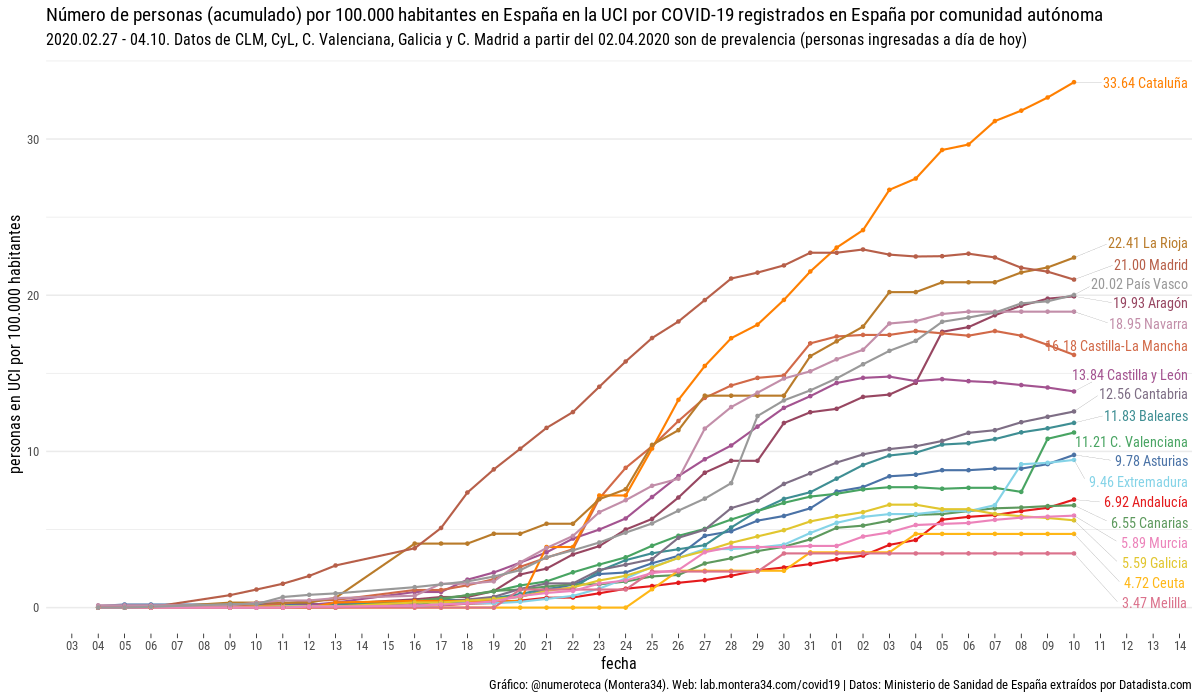 Número de personas (acumulado) por 100.000 habitantes en España en la UCI por COVID-19 registrados en España por comunidad autónoma
2020.02.27 - 04.10. Datos de CLM, CyL, C. Valenciana, Galicia y C. Madrid a partir del 02.04.2020 son de prevalencia (personas ingresadas a día de hoy)
personas en UCI por 100.000 habitantes
30
20
10
0
33.64 Cataluña
22.41 La Rioja
21.00 Madrid
20.02 País Vasco
19.93 Aragón
18.95 Navarra
16.18 Castilla-La Mancha
13.84 Castilla y León
12.56 Cantabria
11.83 Baleares
11.21 C. Valenciana
9.78 Asturias
9.46 Extremadura
6.92 Andalucía
6.55 Canarias
5.89 Murcia
5.59 Galicia
4.72 Ceuta
3.47 Melilla
03 04 05 06 07 08 09 10 11 12 13 14 15 16 17 18 19 20 21 22 23 24 25 26 27 28 29 30 31 01 02 03 04 05 06 07 08 09 10 11 12 13 14
fecha
Gráfico: @numeroteca (Montera34). Web: lab.montera34.com/covid19 | Datos: Ministerio de Sanidad de España extraídos por Datadista.com